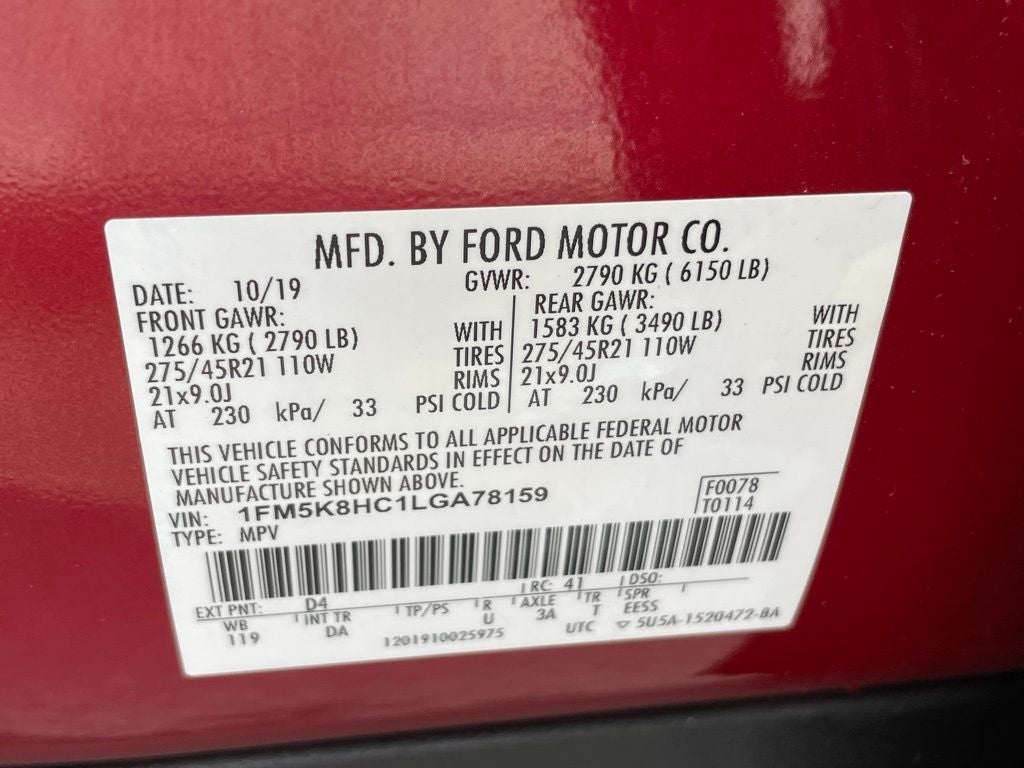 MFD. BY FORD MOTOR CO.
DATE: 10/19 GVWR: 2790 KG ( 6150 LB)
FRONT GAWR: REAR GAWR:
1266 KG ( 2790 LB) WITH 1583 KG ( 3490 LB) WITH
275/45R21 110W TIRES 275/45R21 110W TIRES
21x9.0J RIMS 21x9.0J RIMS
AT 230 kPa/ 33 PSI COLD AT 230 kPa/ 33 PSI COLD
THIS VEHICLE CONFORMS TO ALL APPLICABLE FEDERAL MOTOR
VEHICLE SAFETY STANDARDS IN EFFECT ON THE DATE OF
MANUFACTURE SHOWN ABOVE.
VIN: 1FM5K8HC1LGA78159 F0078
TYPE: MPV T0114
EXT PNT: D4 RC: 41 DSO:
WB INT TR TP/PS R AXLE TR SPR
119 DA U 3A T EESS
1201910025975 UTC ▽ 5U5A-1520472-BA